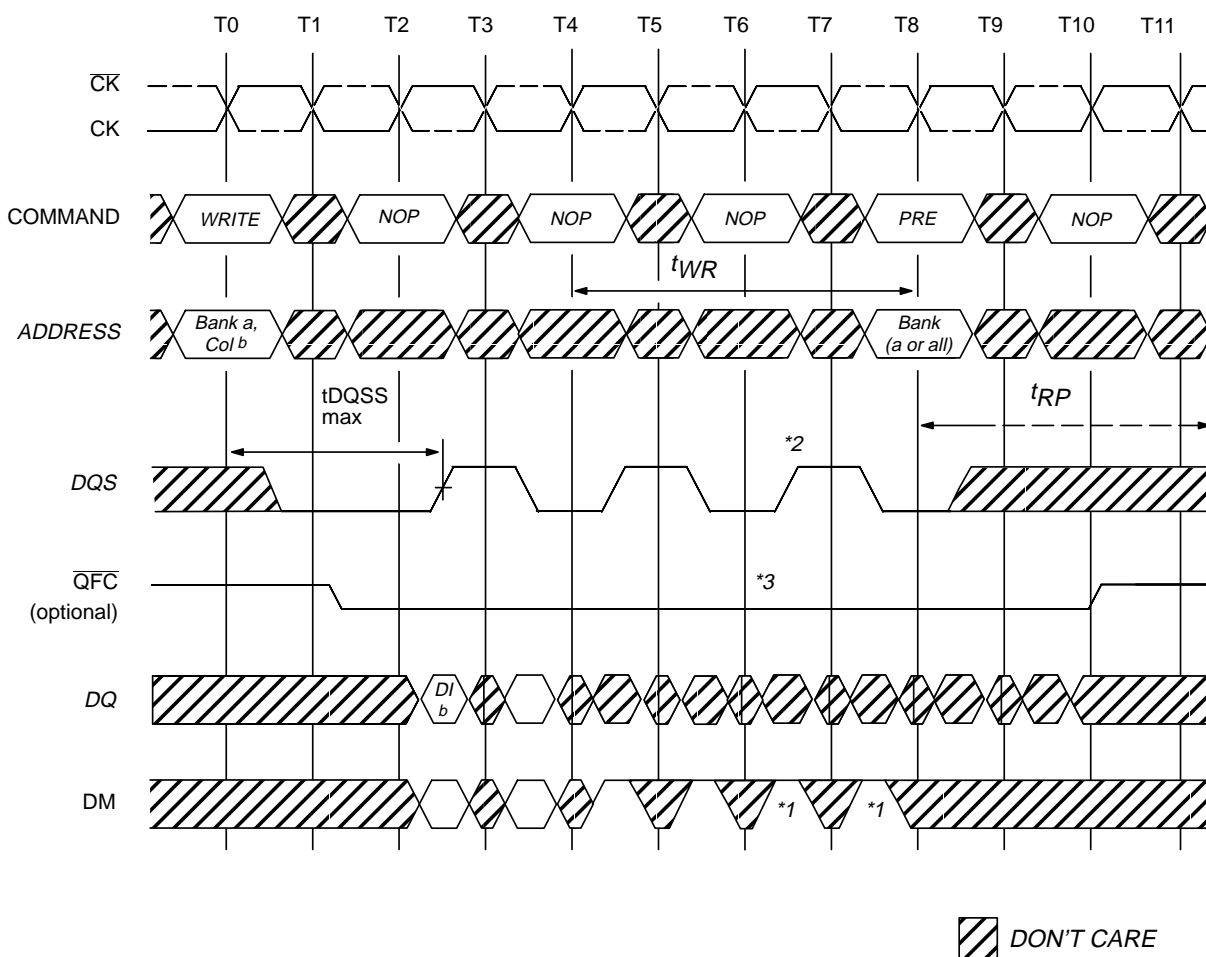 T0 T1 T2 T3 T4 T5 T6 T7 T8 T9 T10 T11
CK
CK
COMMAND WRITE NOP NOP NOP PRE NOP
tWR
ADDRESS Bank a, Col b Bank (a or all)
tDQSS max
tRP
*2
DQS
QFC (optional)
*3
DQ DI b
DM *1 *1
DON'T CARE